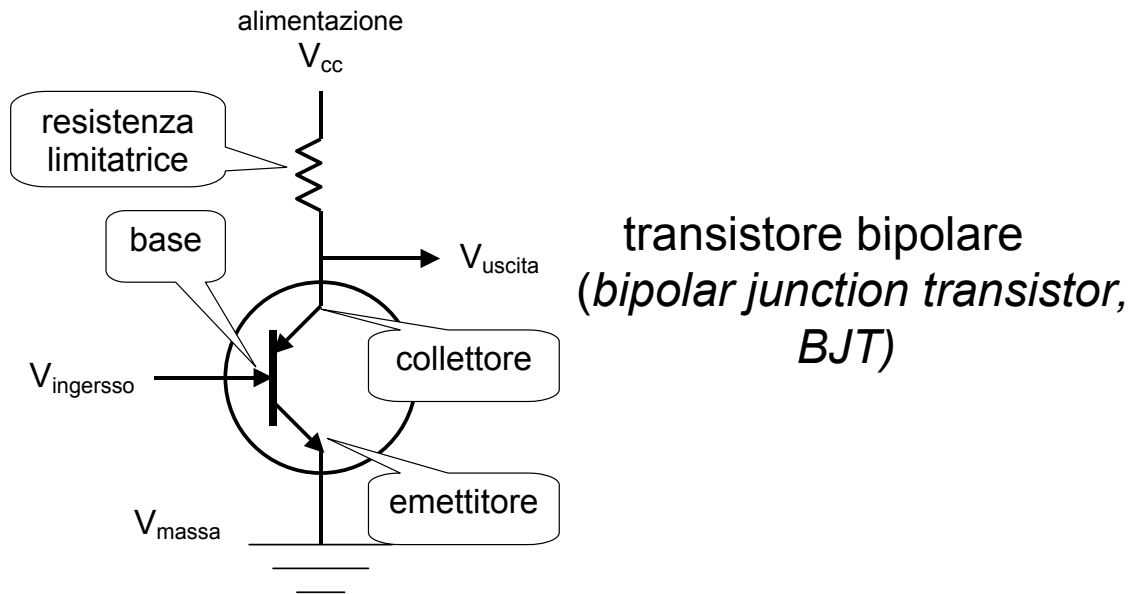 alimentazione
Vcc
resistenza
limitatrice
base
Vuscita
transistore bipolare
(bipolar junction transistor,
BJT)
collettore
Vingersso
emettitore
Vmassa